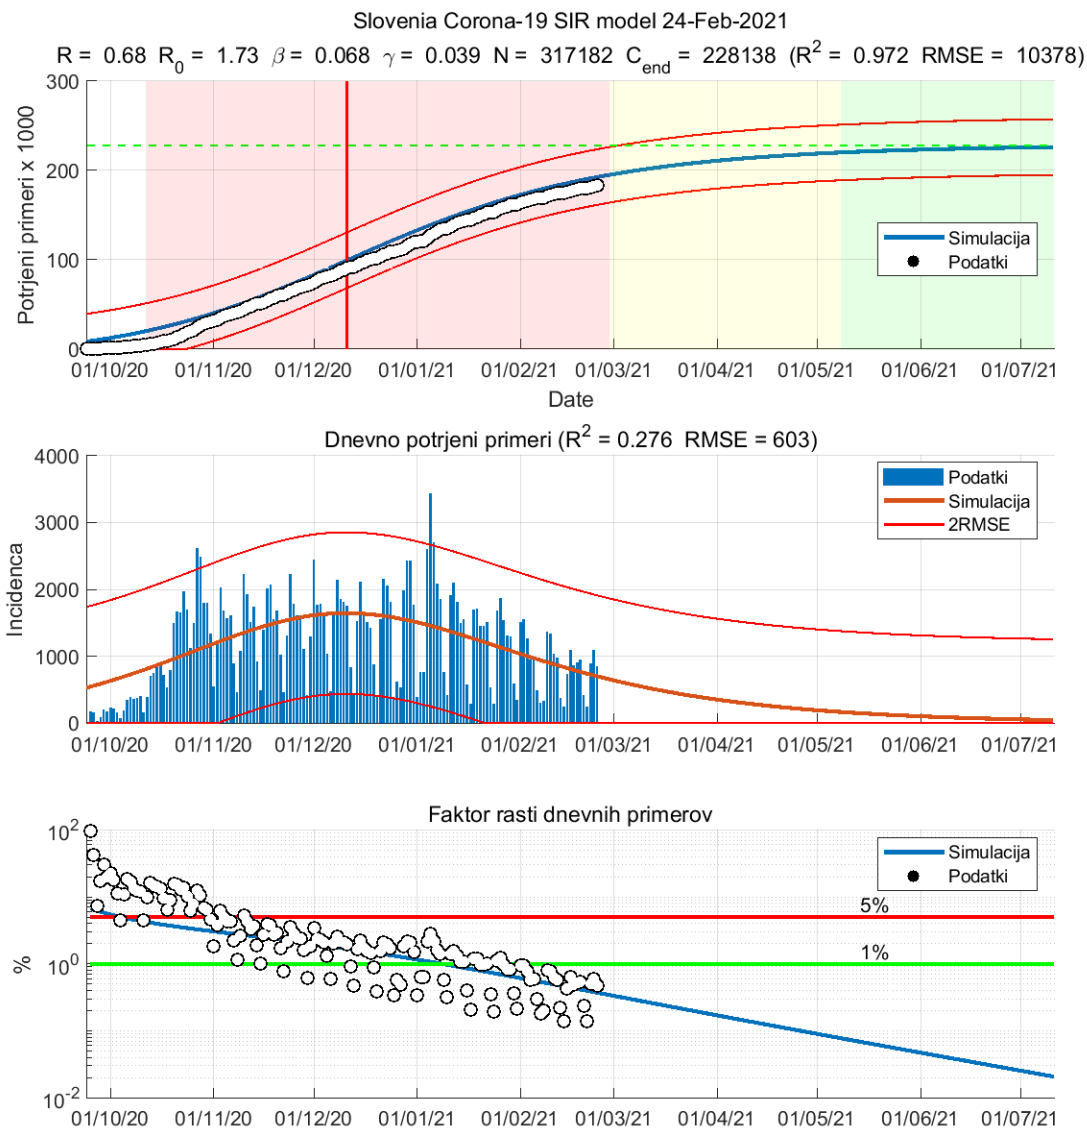 Slovenia Corona-19 SIR model 24-Feb-2021
R = 0.68 R0 = 1.73 β = 0.068 γ = 0.039 N = 317182 Cend = 228138 (R2 = 0.972 RMSE = 10378)
Potrjeni primeri x 1000
300
200
100
0
Simulacija
Podatki
01/10/20 01/11/20 01/12/20 01/01/21 01/02/21 01/03/21 01/04/21 01/05/21 01/06/21 01/07/21
Date
Dnevno potrjeni primeri (R2 = 0.276 RMSE = 603)
Incidenca
4000
3000
2000
1000
0
Podatki
Simulacija
2RMSE
01/10/20 01/11/20 01/12/20 01/01/21 01/02/21 01/03/21 01/04/21 01/05/21 01/06/21 01/07/21
Faktor rasti dnevnih primerov
%
10^2
10^0
10^-2
Simulacija
Podatki
5%
1%
01/10/20 01/11/20 01/12/20 01/01/21 01/02/21 01/03/21 01/04/21 01/05/21 01/06/21 01/07/21